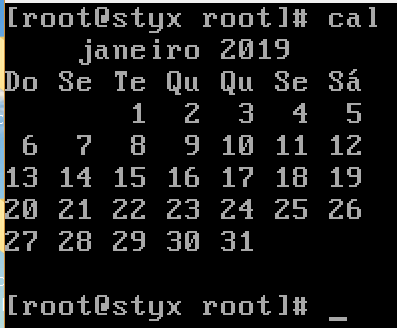 [root@styx root]# cal
janeiro 2019
Do Se Te Qu Qu Se Sá
1 2 3 4 5
6 7 8 9 10 11 12
13 14 15 16 17 18 19
20 21 22 23 24 25 26
27 28 29 30 31
[root@styx root]# _